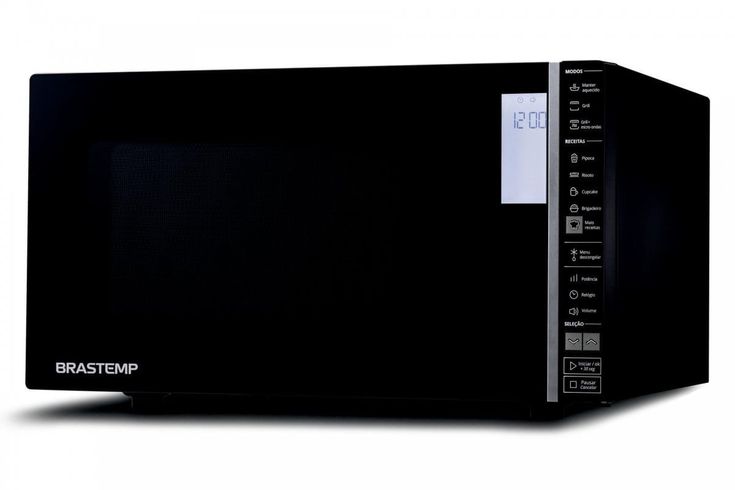 12:00
MODOS
Manter
aquecido
Grill
Grill+
micro-ondas
RECEITAS
Pipoca
Risoto
Cupcake
Brigadeiro
Mais
receitas
Menu
descongelar
Potência
Relógio
Volume
SELEÇÃO
Iniciar / ok
+ 30 seg
Pausar
Cancelar
BRASTEMP